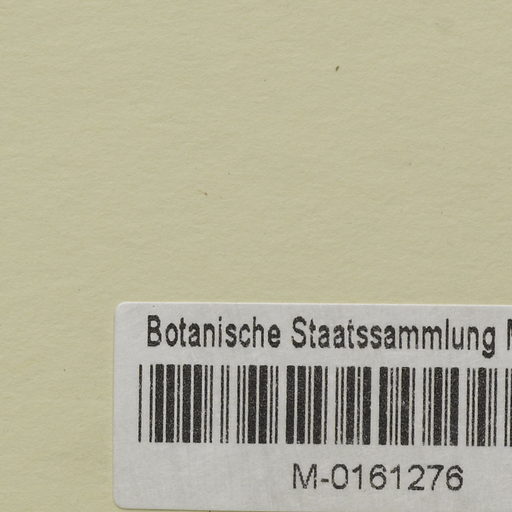 Botanische Staatssammlung
M-0161276